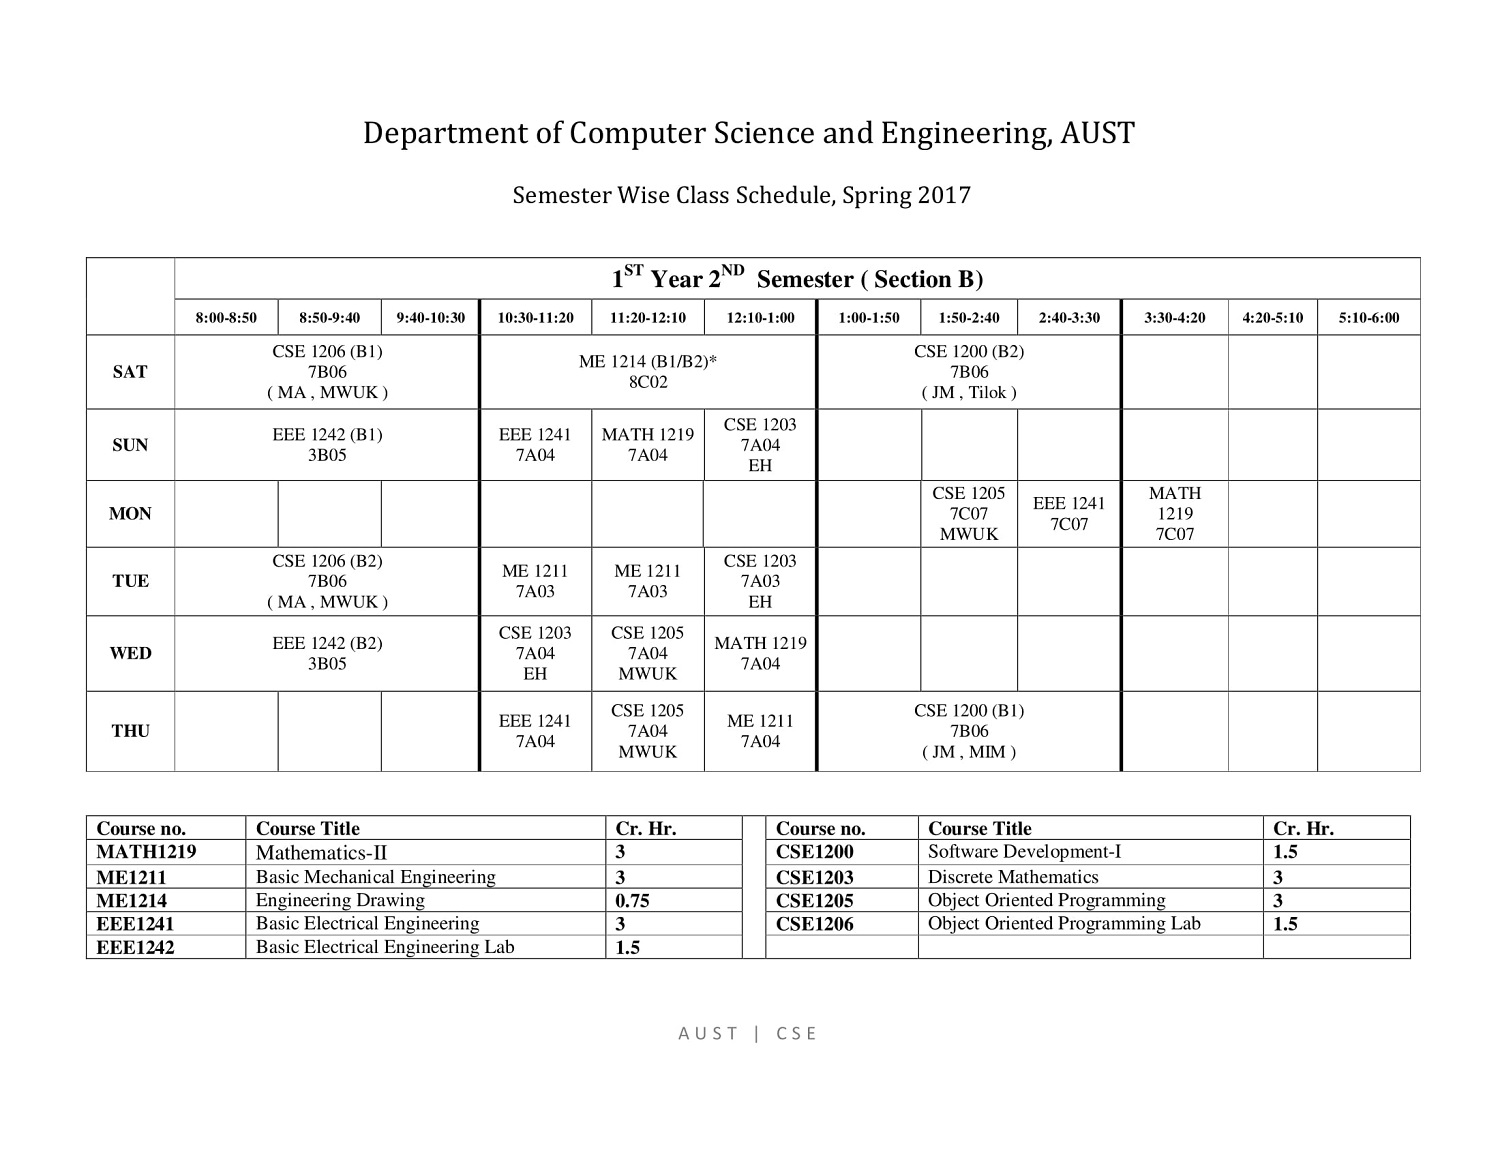 Department of Computer Science and Engineering, AUST
Semester Wise Class Schedule, Spring 2017
1ST Year 2ND Semester ( Section B)
8:00-8:50 8:50-9:40 9:40-10:30 10:30-11:20 11:20-12:10 12:10-1:00 1:00-1:50 1:50-2:40 2:40-3:30 3:30-4:20 4:20-5:10 5:10-6:00
SAT
CSE 1206 (B1)
7B06
( MA , MWUK )
ME 1214 (B1/B2)*
8C02
CSE 1200 (B2)
7B06
( JM , Tilok )
SUN
EEE 1242 (B1)
3B05
EEE 1241
7A04
MATH 1219
7A04
CSE 1203
7A04
EH
MON
CSE 1205
7C07
MWUK
EEE 1241
7C07
MATH
1219
7C07
TUE
CSE 1206 (B2)
7B06
( MA , MWUK )
ME 1211
7A03
ME 1211
7A03
CSE 1203
7A03
EH
WED
EEE 1242 (B2)
3B05
CSE 1203
7A04
EH
CSE 1205
7A04
MWUK
MATH 1219
7A04
THU
EEE 1241
7A04
CSE 1205
7A04
MWUK
ME 1211
7A04
CSE 1200 (B1)
7B06
( JM , MIM )
Course no. Course Title Cr. Hr. Course no. Course Title Cr. Hr.
MATH1219 Mathematics-II 3 CSE1200 Software Development-I 1.5
ME1211 Basic Mechanical Engineering 3 CSE1203 Discrete Mathematics 3
ME1214 Engineering Drawing 0.75 CSE1205 Object Oriented Programming 3
EEE1241 Basic Electrical Engineering 3 CSE1206 Object Oriented Programming Lab 1.5
EEE1242 Basic Electrical Engineering Lab 1.5
AUST | CSE